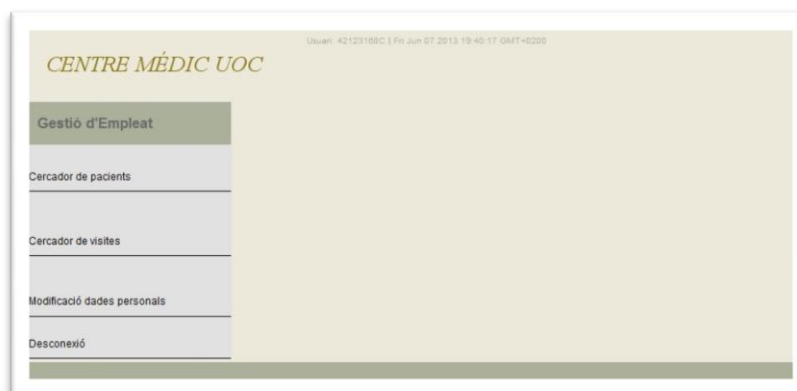 Usuari: 42123168C | Fri Jun 07 2013 19:40:17 GMT+0200
CENTRE MÉDIC UOC
Gestió d'Empleat
Cercador de pacients
Cercador de visites
Modificació dades personals
Desconexió